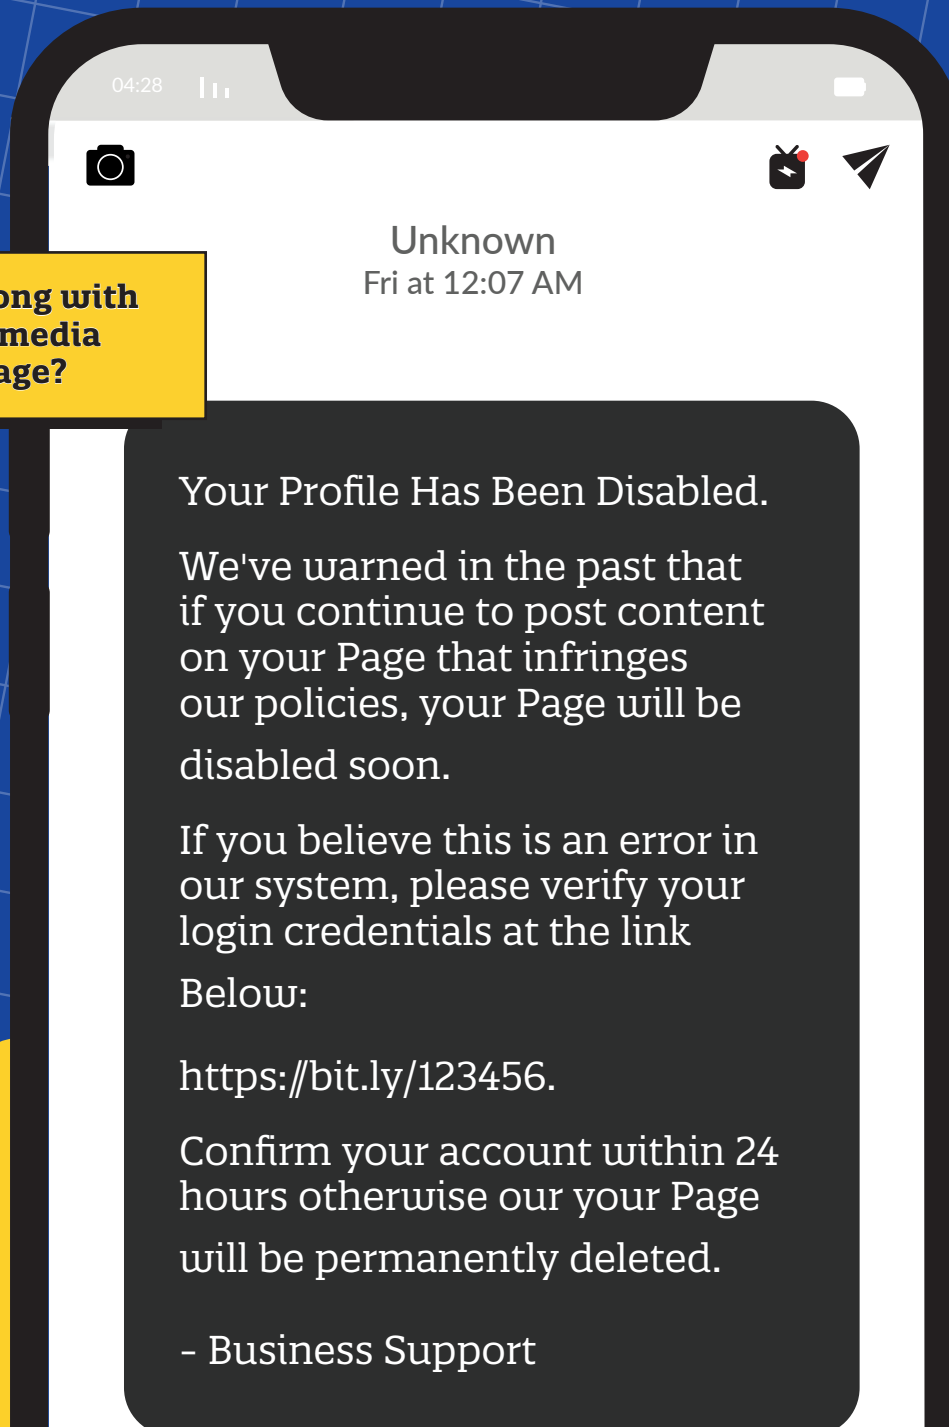 04:28
Unknown
Fri at 12:07 AM
ong with
media
age?
Your Profile Has Been Disabled.
We've warned in the past that
if you continue to post content
on your Page that infringes
our policies, your Page will be
disabled soon.
If you believe this is an error in
our system, please verify your
login credentials at the link
Below:
https://bit.ly/123456.
Confirm your account within 24
hours otherwise our your Page
will be permanently deleted.
- Business Support